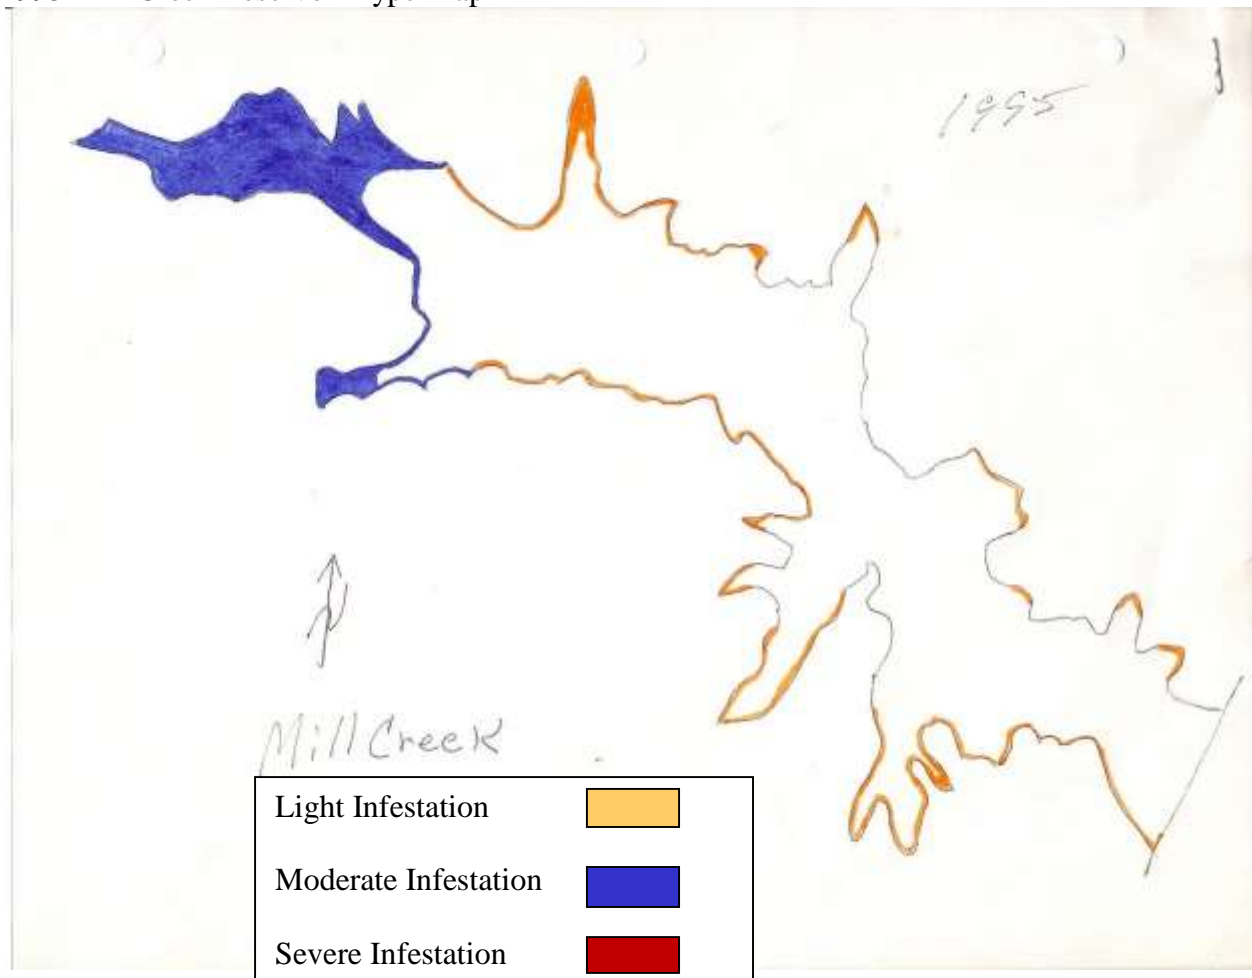 1995
N
Mill Creek
Light Infestation
Moderate Infestation
Severe Infestation